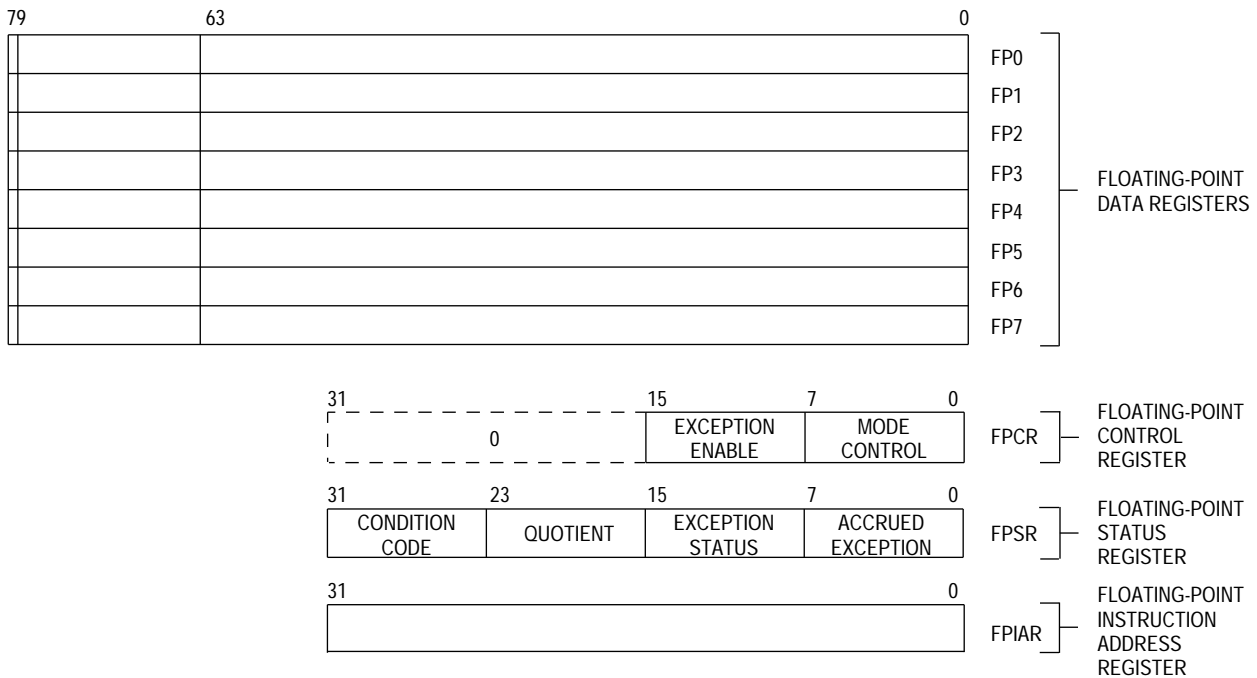 79 63 0
FP0
FP1
FP2
FP3
FP4
FP5
FP6
FP7
FLOATING-POINT
DATA REGISTERS
31 15 7 0
0
EXCEPTION
ENABLE
MODE
CONTROL
FPCR
FLOATING-POINT
CONTROL
REGISTER
31 23 15 7 0
CONDITION
CODE
QUOTIENT
EXCEPTION
STATUS
ACCRUED
EXCEPTION
FPSR
FLOATING-POINT
STATUS
REGISTER
31 0
FPIAR
FLOATING-POINT
INSTRUCTION
ADDRESS
REGISTER